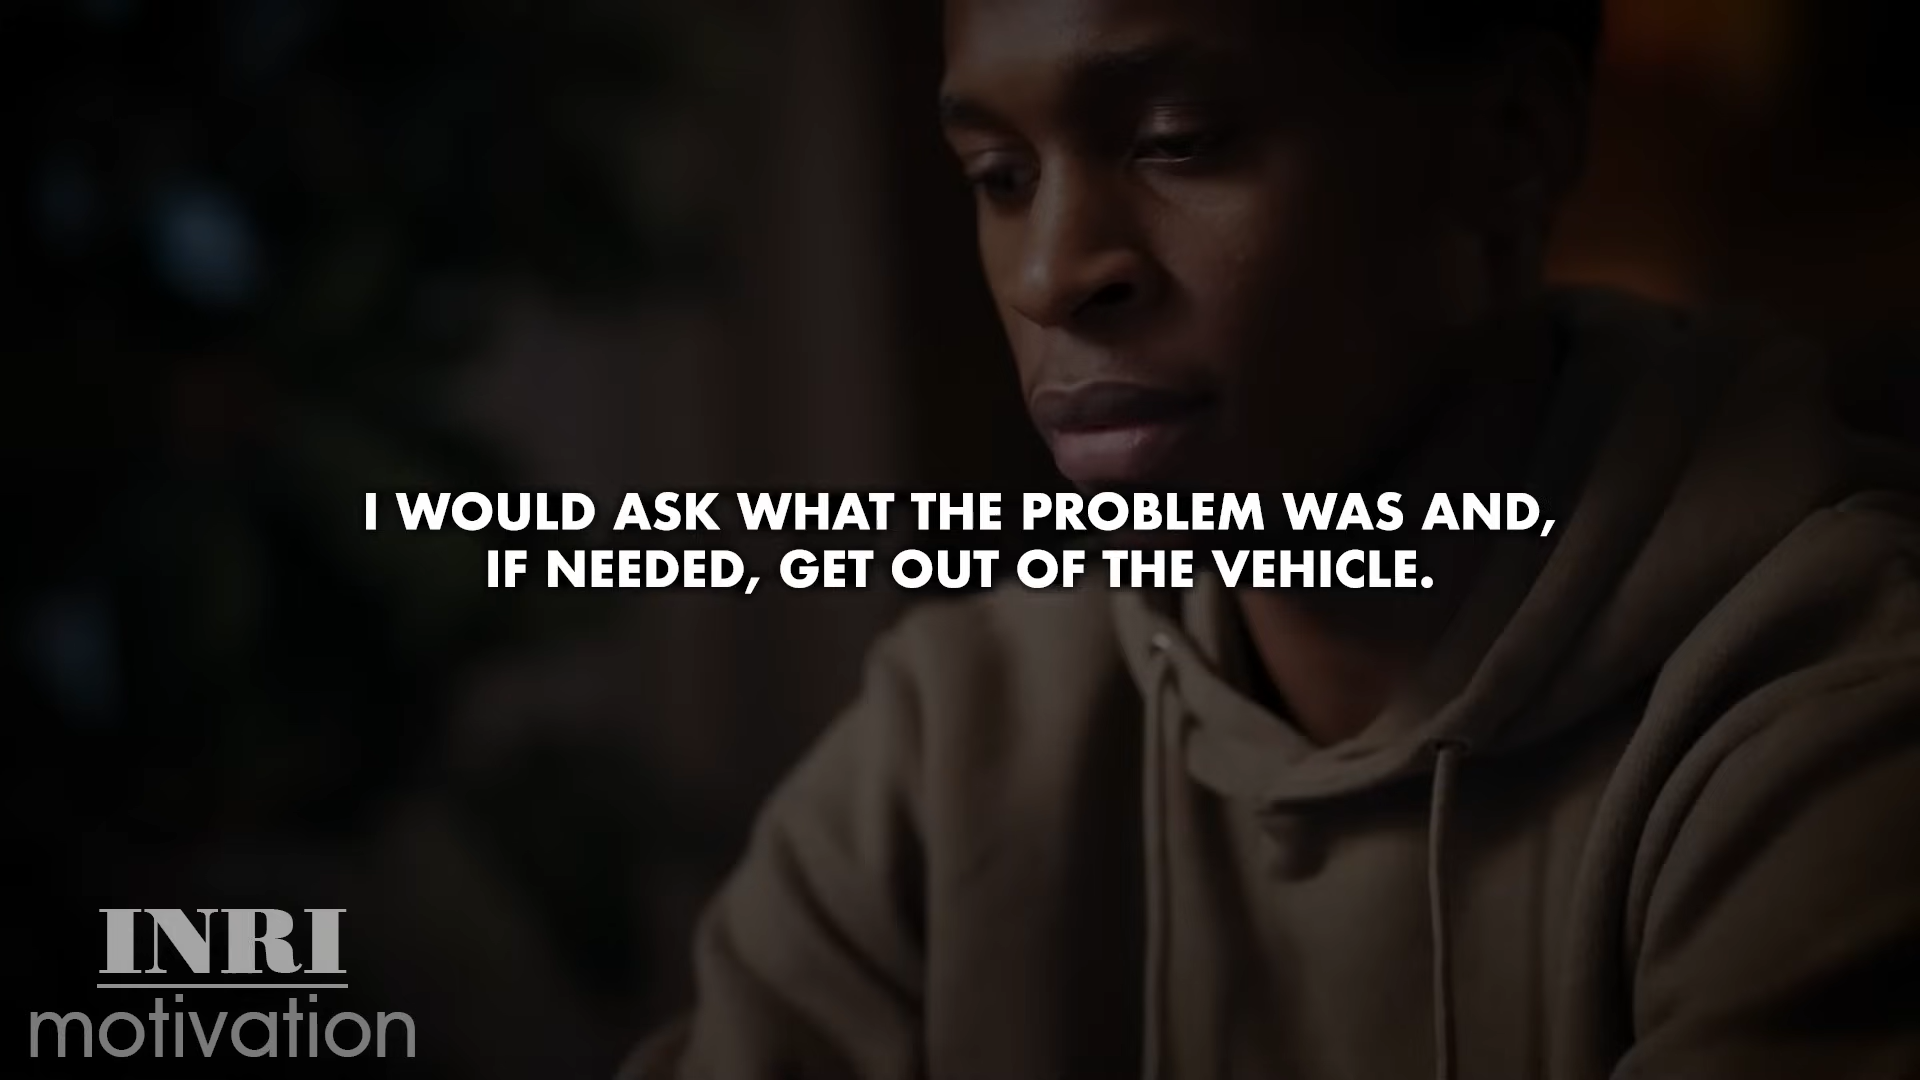 I WOULD ASK WHAT THE PROBLEM WAS AND,
IF NEEDED, GET OUT OF THE VEHICLE.
INRI
motivation